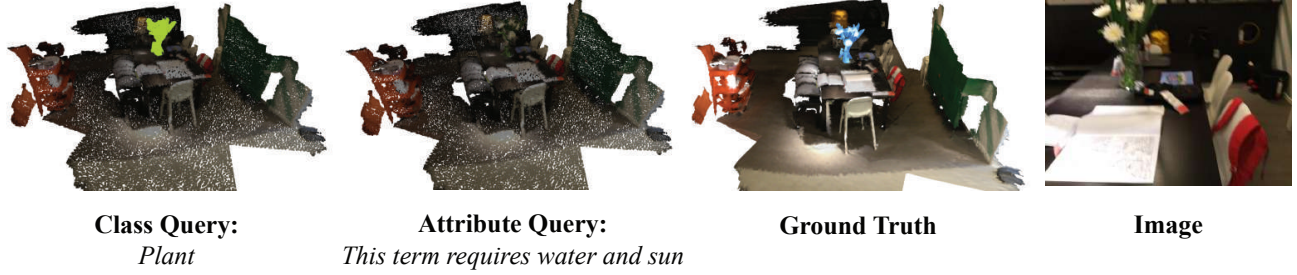 Class Query:
Plant
Attribute Query:
This term requires water and sun
Ground Truth
Image